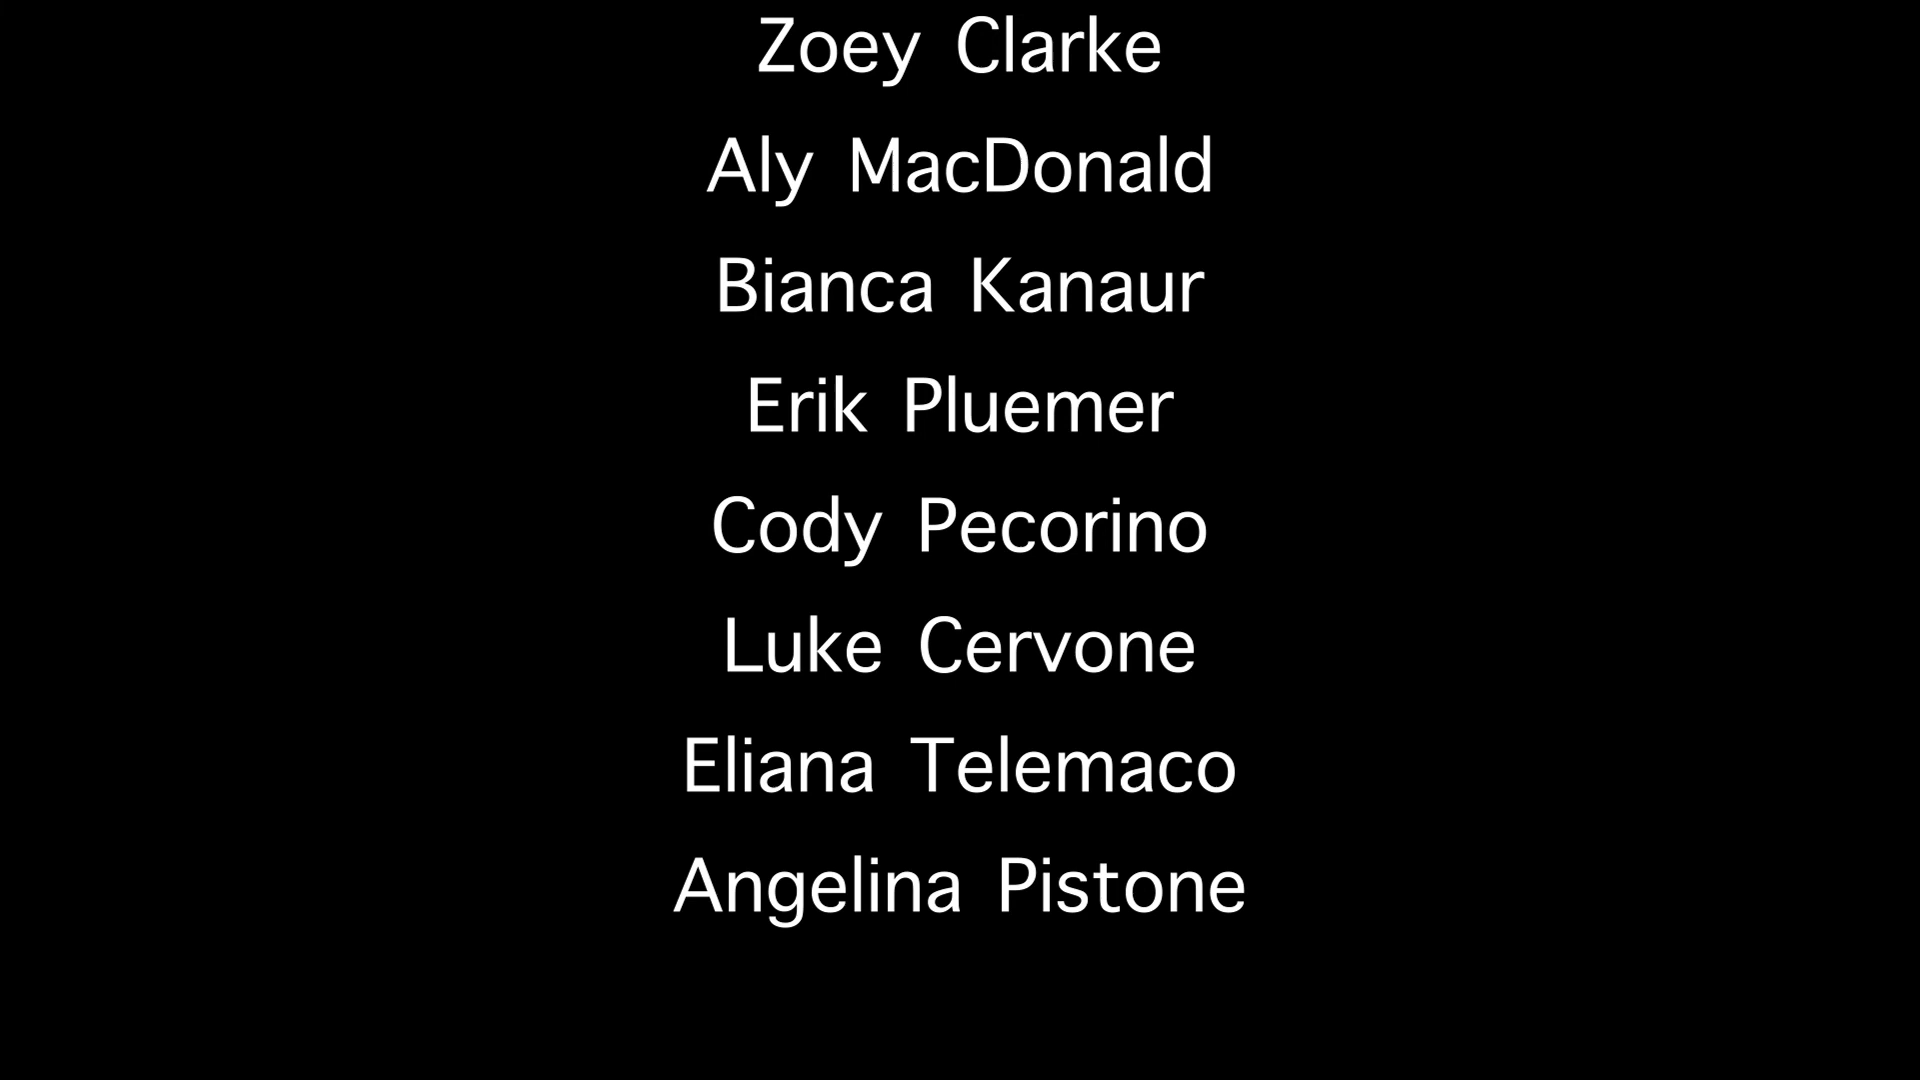 Zoey Clarke
Aly MacDonald
Bianca Kanaur
Erik Pluemer
Cody Pecorino
Luke Cervone
Eliana Telemaco
Angelina Pistone